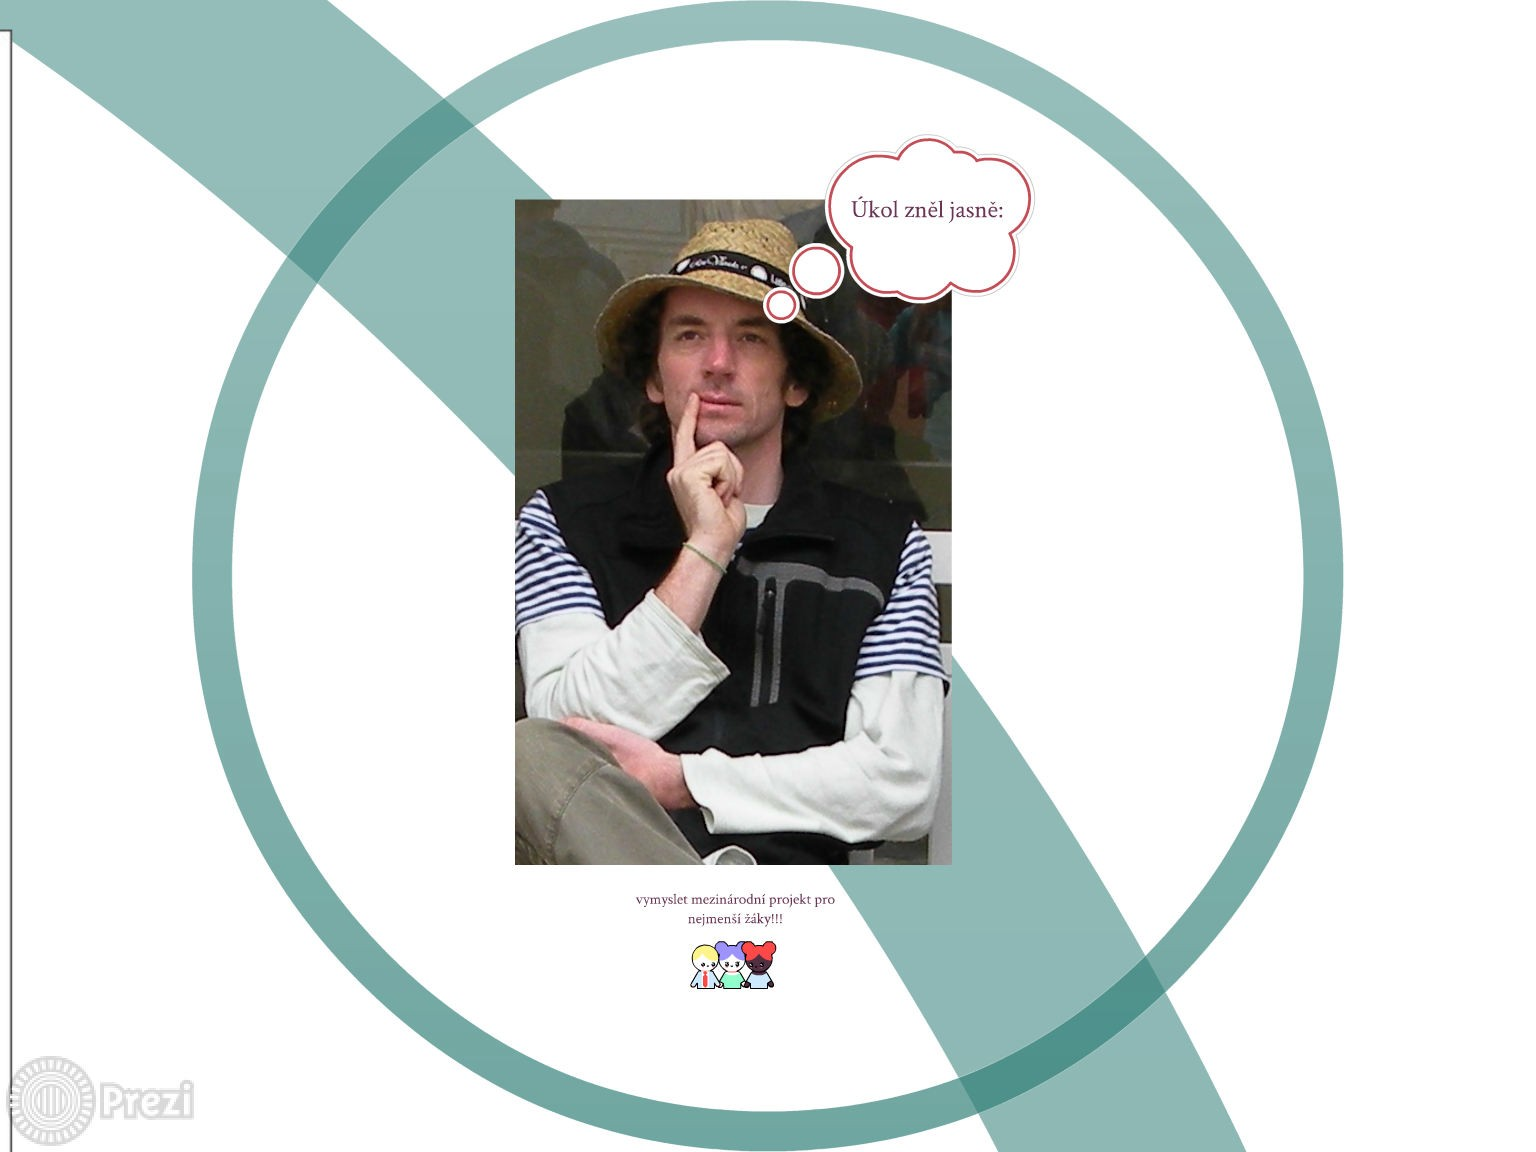 Úkol zněl jasně:
vymyslet mezinárodní projekt pro
nejmenší žáky!!!
Prezi